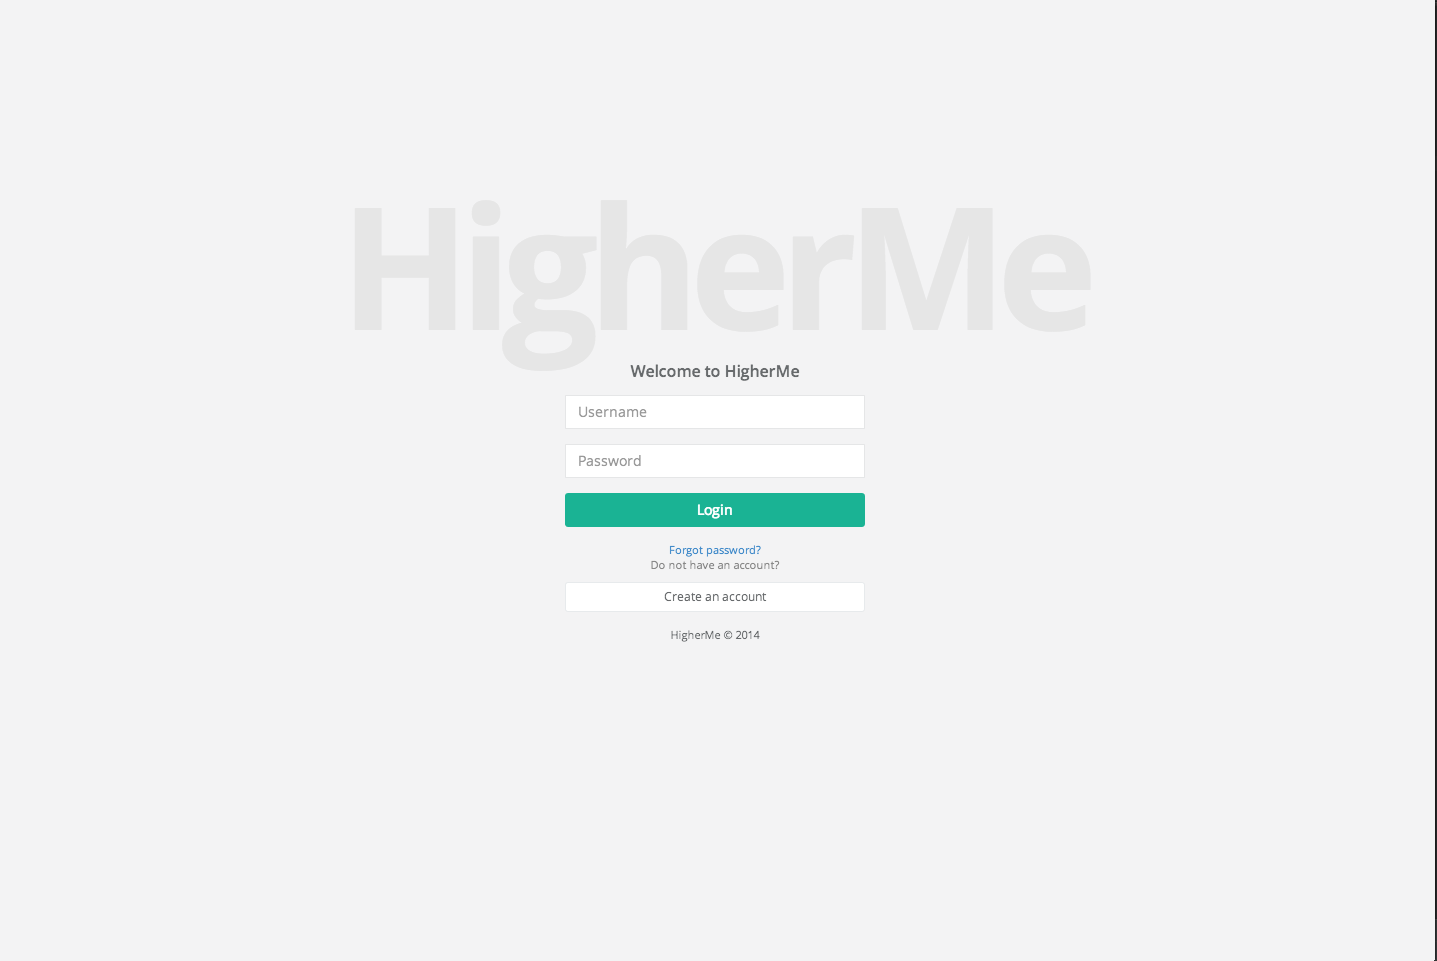 HigherMe
Welcome to HigherMe
Username
Password
Login
Forgot password?
Do not have an account?
Create an account
HigherMe © 2014